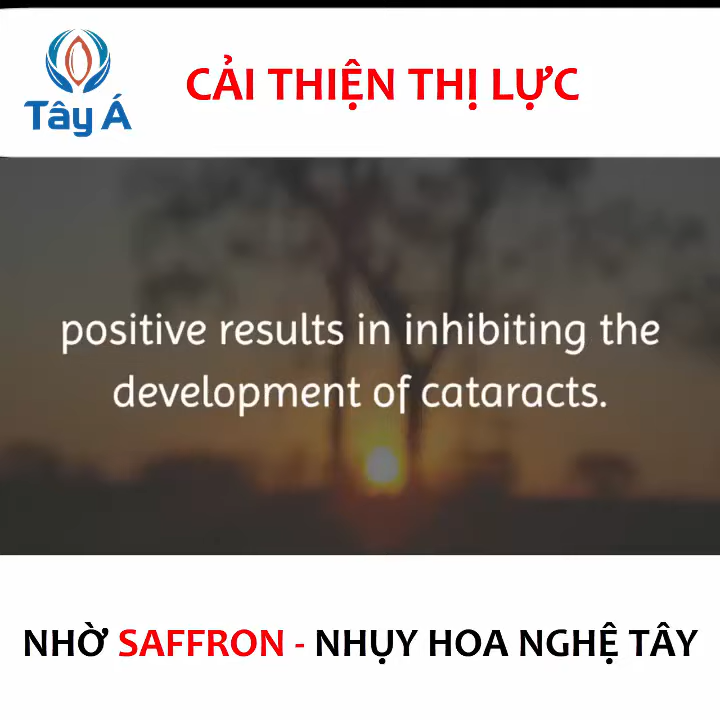 Tây Á
CẢI THIỆN THỊ LỰC
positive results in inhibiting the
development of cataracts.
NHỜ SAFFRON - NHỤY HOA NGHỆ TÂY